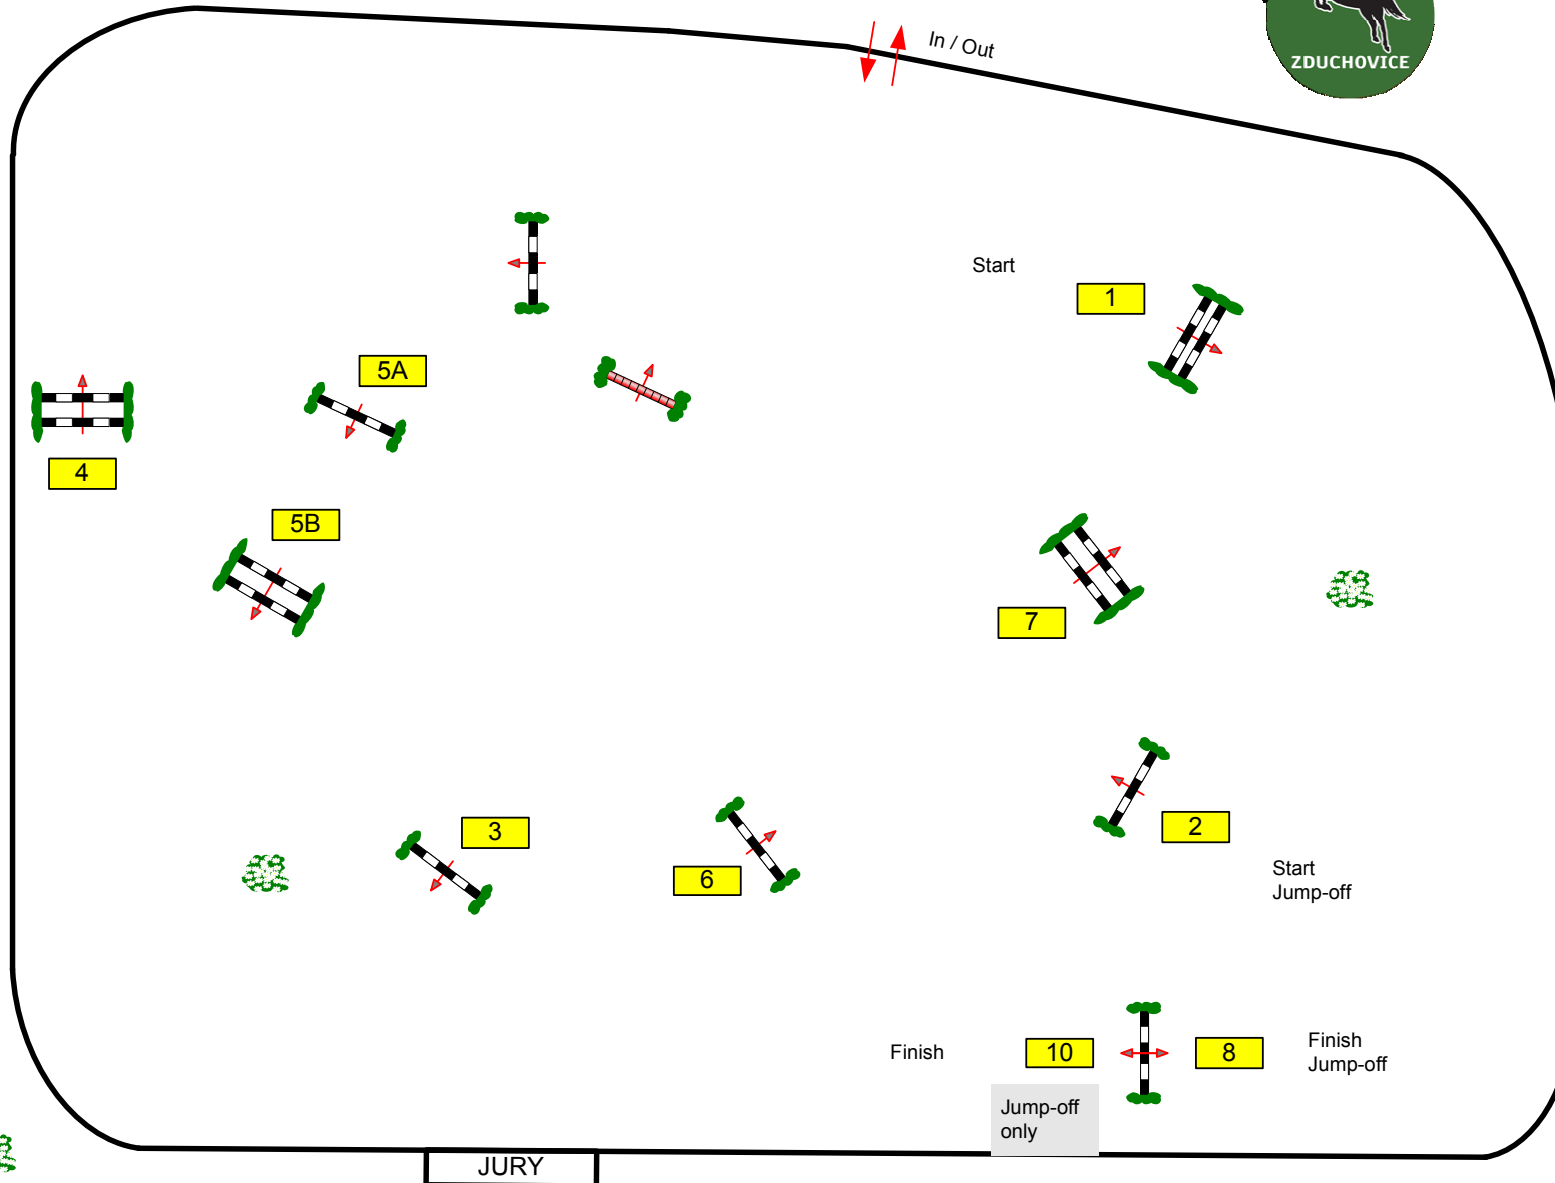 In / Out
ZDUCHOVICE
Start
1
5A
4
5B
7
3
2
6
Start
Jump-off
Finish
10
8
Finish
Jump-off
Jump-off
only
JURY